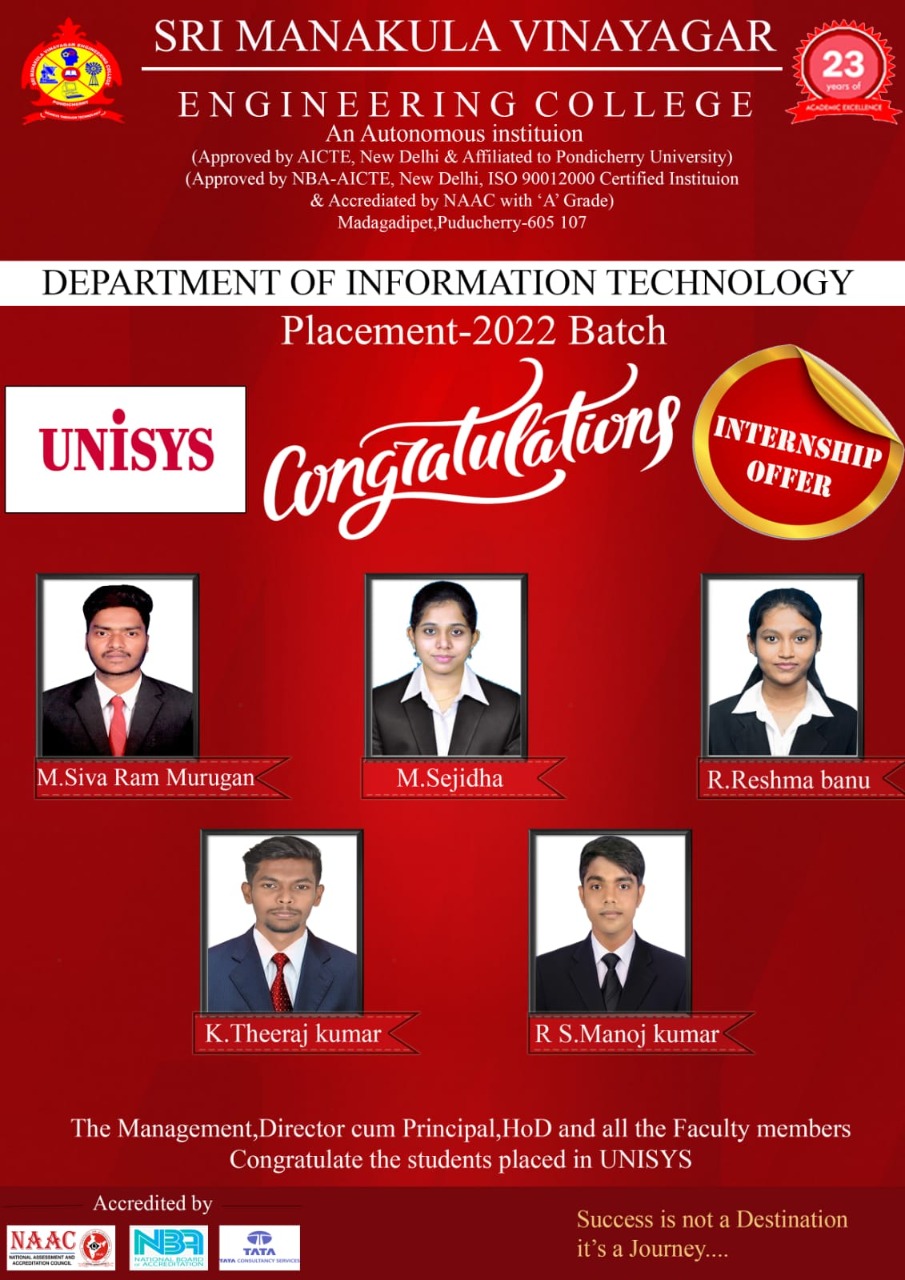 SRI MANAKULA VINAYAGAR
ENGINEERING COLLEGE
23
years of
ACADEMIC EXCELLENCE
An Autonomous instituion
(Approved by AICTE, New Delhi & Affiliated to Pondicherry University)
(Approved by NBA-AICTE, New Delhi, ISO 90012000 Certified Instituion
& Accrediated by NAAC with ‘A’ Grade)
Madagadipet,Puducherry-605 107
DEPARTMENT OF INFORMATION TECHNOLOGY
Placement-2022 Batch
UNiSYS
Congratulations
INTERNSHIP
OFFER
M.Siva Ram Murugan
M.Sejidha
R.Reshma banu
K.Theeraj kumar
R S.Manoj kumar
The Management,Director cum Principal,HoD and all the Faculty members
Congratulate the students placed in UNISYS
Accredited by
NAAC
NATIONAL ASSESSMENT AND
ACCREDITATION COUNCIL
NBA
NATIONAL BOARD
of ACCREDITATION
TATA
TATA CONSULTANCY SERVICES
Success is not a Destination
it’s a Journey....